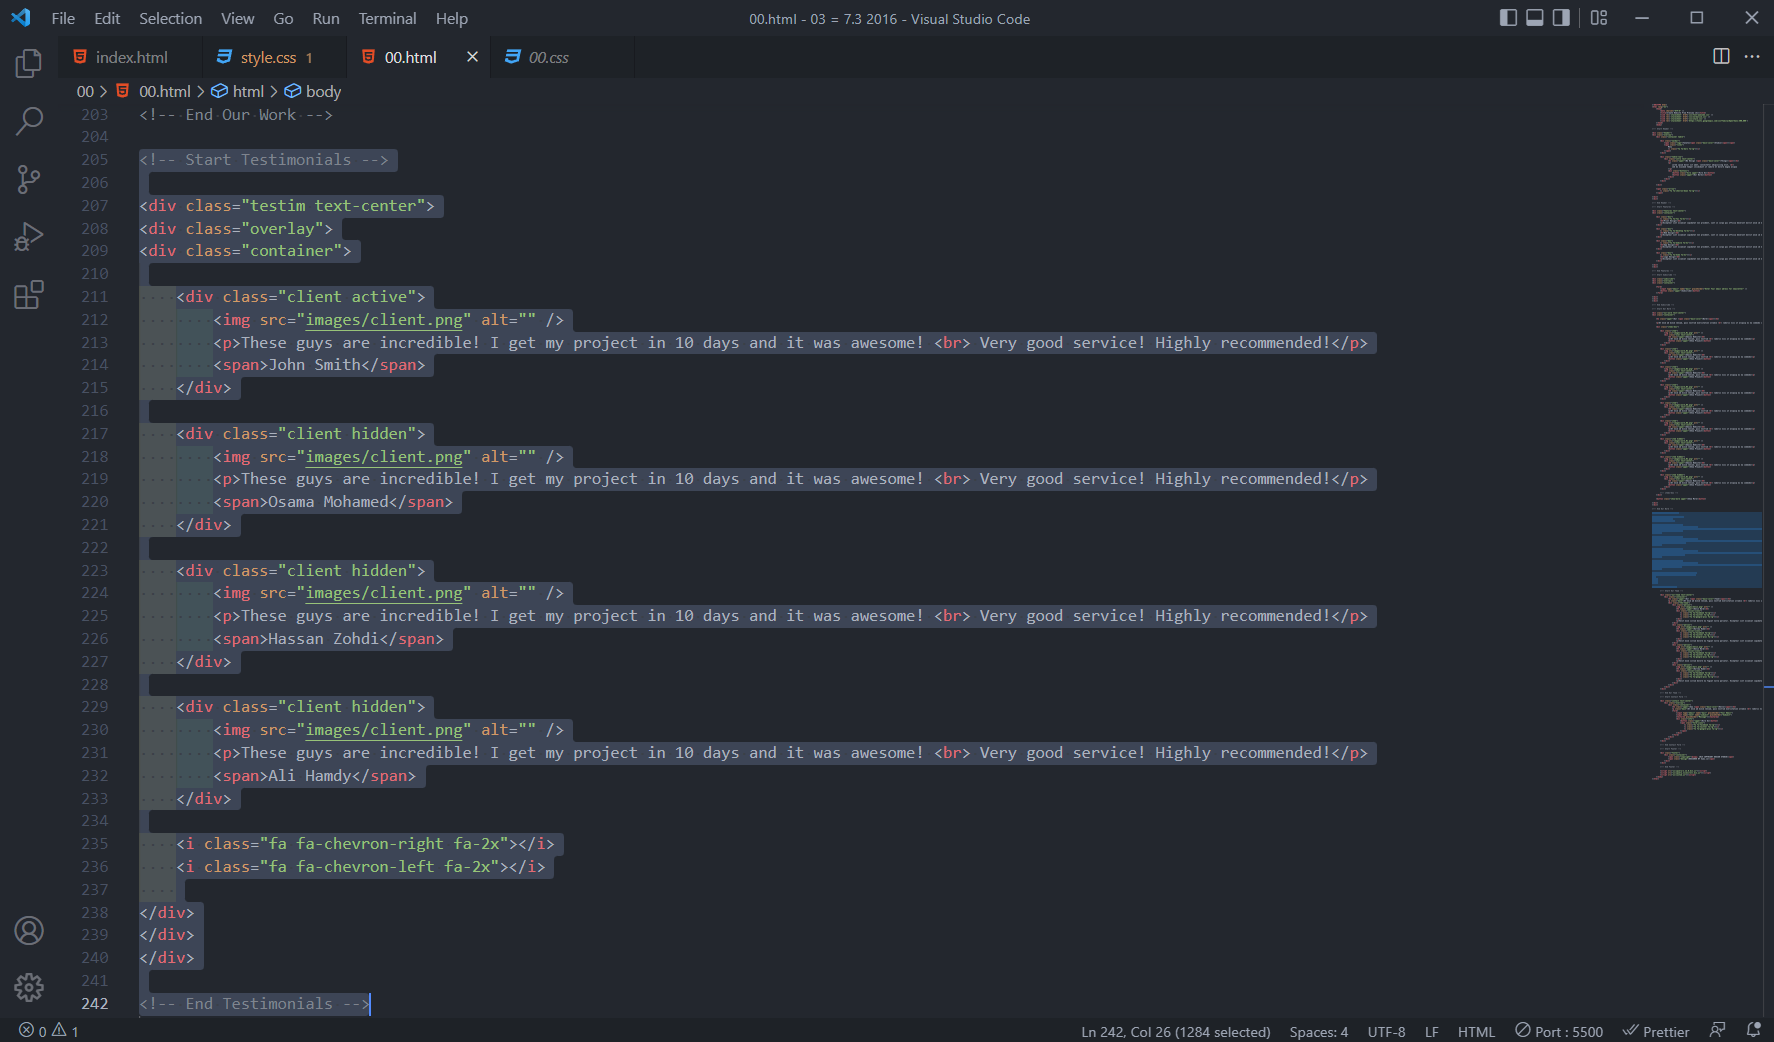 File Edit Selection View Go Run Terminal Help 00.html - 03 = 7.3 2016 - Visual Studio Code
index.html style.css 1 00.html 00.css
00 > 00.html > html > body
203 <!-- End Our Work -->
204
205 <!-- Start Testimonials -->
206
207 <div class="testim text-center">
208 <div class="overlay">
209 <div class="container">
210
211 <div class="client active">
212 <img src="images/client.png" alt="" />
213 <p>These guys are incredible! I get my project in 10 days and it was awesome! <br> Very good service! Highly recommended!</p>
214 <span>John Smith</span>
215 </div>
216
217 <div class="client hidden">
218 <img src="images/client.png" alt="" />
219 <p>These guys are incredible! I get my project in 10 days and it was awesome! <br> Very good service! Highly recommended!</p>
220 <span>Osama Mohamed</span>
221 </div>
222
223 <div class="client hidden">
224 <img src="images/client.png" alt="" />
225 <p>These guys are incredible! I get my project in 10 days and it was awesome! <br> Very good service! Highly recommended!</p>
226 <span>Hassan Zohdi</span>
227 </div>
228
229 <div class="client hidden">
230 <img src="images/client.png" alt="" />
231 <p>These guys are incredible! I get my project in 10 days and it was awesome! <br> Very good service! Highly recommended!</p>
232 <span>Ali Hamdy</span>
233 </div>
234
235 <i class="fa fa-chevron-right fa-2x"></i>
236 <i class="fa fa-chevron-left fa-2x"></i>
237
238 </div>
239 </div>
240 </div>
241
242 <!-- End Testimonials -->
0 1 Ln 242, Col 26 (1284 selected) Spaces: 4 UTF-8 LF HTML Port : 5500 Prettier